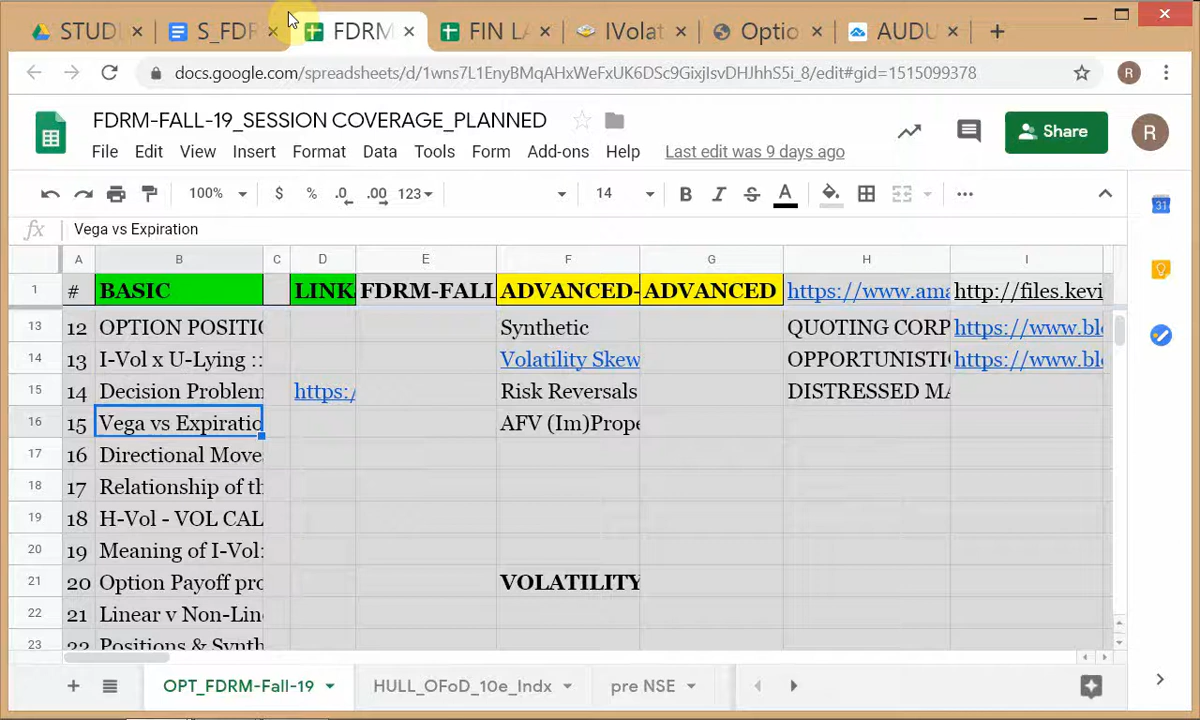 STUD
S_FDR
FDRM
FIN LA
IVolat
Optio
AUDU
docs.google.com/spreadsheets/d/1wns7L1EnyBMqAHxWeFxUK6DSc9GixjIsvDHJhhS5i_8/edit#gid=1515099378
R
FDRM-FALL-19_SESSION COVERAGE_PLANNED
File Edit View Insert Format Data Tools Form Add-ons Help Last edit was 9 days ago
Share
R
100% $ % .0 .00 123 14 B I S A
31
fx Vega vs Expiration
A B C D E F G H I
1 # BASIC LINK FDRM-FALL ADVANCED- ADVANCED https://www.ama http://files.kevi
13 12 OPTION POSITIO Synthetic QUOTING CORP https://www.blo
14 13 I-Vol x U-Lying :: Volatility Skew OPPORTUNISTIC https://www.blo
15 14 Decision Problem https:/ Risk Reversals DISTRESSED MA
16 15 Vega vs Expiratio AFV (Im)Prope
17 16 Directional Move
18 17 Relationship of th
19 18 H-Vol - VOL CAL
20 19 Meaning of I-Vol:
21 20 Option Payoff pro VOLATILITY
22 21 Linear v Non-Lin
23 22 Positions & Synth
OPT_FDRM-Fall-19 HULL_OFoD_10e_Indx pre NSE